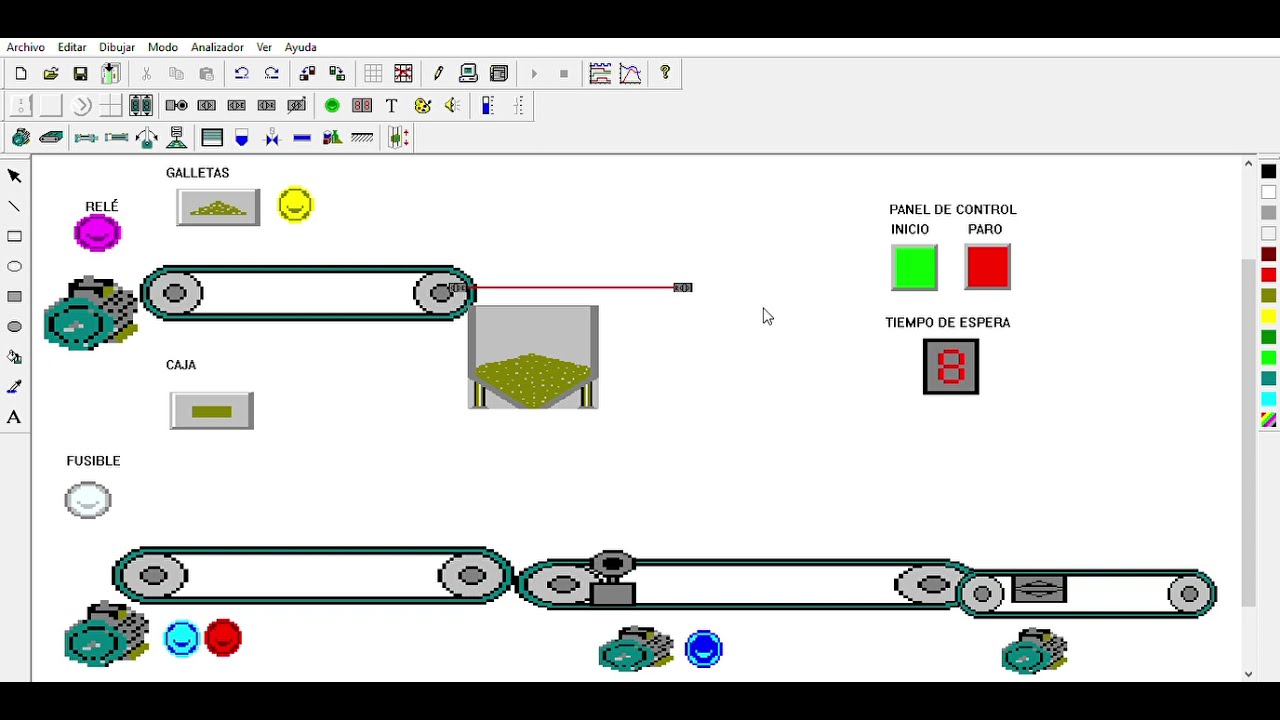 Archivo Editar Dibujar Modo Analizador Ver Ayuda
GALLETAS
RELÉ
PANEL DE CONTROL
INICIO PARO
TIEMPO DE ESPERA
8
CAJA
FUSIBLE